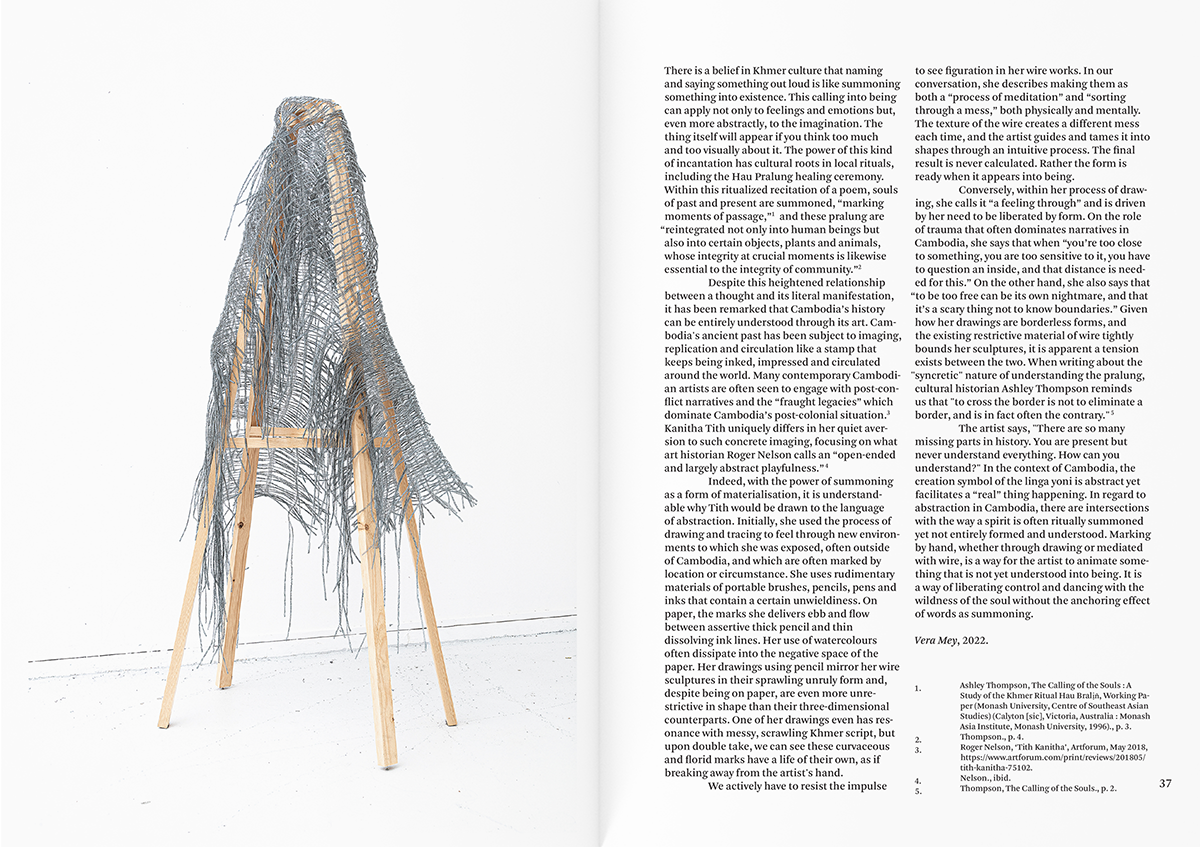 There is a belief in Khmer culture that naming
and saying something out loud is like summoning
something into existence. This calling into being
can apply not only to feelings and emotions but,
even more abstractly, to the imagination. The
thing itself will appear if you think too much
and too visually about it. The power of this kind
of incantation has cultural roots in local rituals,
including the Hau Pralung healing ceremony.
Within this ritualized recitation of a poem, souls
of past and present are summoned, “marking
moments of passage,”1 and these pralung are
“reintegrated not only into human beings but
also into certain objects, plants and animals,
whose integrity at crucial moments is likewise
essential to the integrity of community.”2
Despite this heightened relationship
between a thought and its literal manifestation,
it has been remarked that Cambodia’s history
can be entirely understood through its art. Cam-
bodia's ancient past has been subject to imaging,
replication and circulation like a stamp that
keeps being inked, impressed and circulated
around the world. Many contemporary Cambodi-
an artists are often seen to engage with post-con-
flict narratives and the “fraught legacies” which
dominate Cambodia’s post-colonial situation.3
Kanitha Tith uniquely differs in her quiet aver-
sion to such concrete imaging, focusing on what
art historian Roger Nelson calls an “open-ended
and largely abstract playfulness.”4
Indeed, with the power of summoning
as a form of materialisation, it is understand-
able why Tith would be drawn to the language
of abstraction. Initially, she used the process of
drawing and tracing to feel through new environ-
ments to which she was exposed, often outside
of Cambodia, and which are often marked by
location or circumstance. She uses rudimentary
materials of portable brushes, pencils, pens and
inks that contain a certain unwieldiness. On
paper, the marks she delivers ebb and flow
between assertive thick pencil and thin
dissolving ink lines. Her use of watercolours
often dissipate into the negative space of the
paper. Her drawings using pencil mirror her wire
sculptures in their sprawling unruly form and,
despite being on paper, are even more unre-
strictive in shape than their three-dimensional
counterparts. One of her drawings even has res-
onance with messy, scrawling Khmer script, but
upon double take, we can see these curvaceous
and florid marks have a life of their own, as if
breaking away from the artist's hand.
We actively have to resist the impulse
to see figuration in her wire works. In our
conversation, she describes making them as
both a “process of meditation” and “sorting
through a mess,” both physically and mentally.
The texture of the wire creates a different mess
each time, and the artist guides and tames it into
shapes through an intuitive process. The final
result is never calculated. Rather the form is
ready when it appears into being.
Conversely, within her process of draw-
ing, she calls it “a feeling through” and is driven
by her need to be liberated by form. On the role
of trauma that often dominates narratives in
Cambodia, she says that when “you’re too close
to something, you are too sensitive to it, you have
to question an inside, and that distance is need-
ed for this.” On the other hand, she also says that
“to be too free can be its own nightmare, and that
it’s a scary thing not to know boundaries.” Given
how her drawings are borderless forms, and
the existing restrictive material of wire tightly
bounds her sculptures, it is apparent a tension
exists between the two. When writing about the
"syncretic" nature of understanding the pralung,
cultural historian Ashley Thompson reminds
us that "to cross the border is not to eliminate a
border, and is in fact often the contrary."5
The artist says, "There are so many
missing parts in history. You are present but
never understand everything. How can you
understand?" In the context of Cambodia, the
creation symbol of the linga yoni is abstract yet
facilitates a “real” thing happening. In regard to
abstraction in Cambodia, there are intersections
with the way a spirit is often ritually summoned
yet not entirely formed and understood. Marking
by hand, whether through drawing or mediated
with wire, is a way for the artist to animate some-
thing that is not yet understood into being. It is
a way of liberating control and dancing with the
wildness of the soul without the anchoring effect
of words as summoning.
Vera Mey, 2022.
1. Ashley Thompson, The Calling of the Souls : A
Study of the Khmer Ritual Hau Braliṅ, Working Pa-
per (Monash University, Centre of Southeast Asian
Studies) (Calyton [sic], Victoria, Australia : Monash
Asia Institute, Monash University, 1996)., p. 3.
2. Thompson., p. 4.
3. Roger Nelson, ‘Tith Kanitha’, Artforum, May 2018,
https://www.artforum.com/print/reviews/201805/
tith-kanitha-75102.
4. Nelson., ibid.
5. Thompson, The Calling of the Souls., p. 2.
37